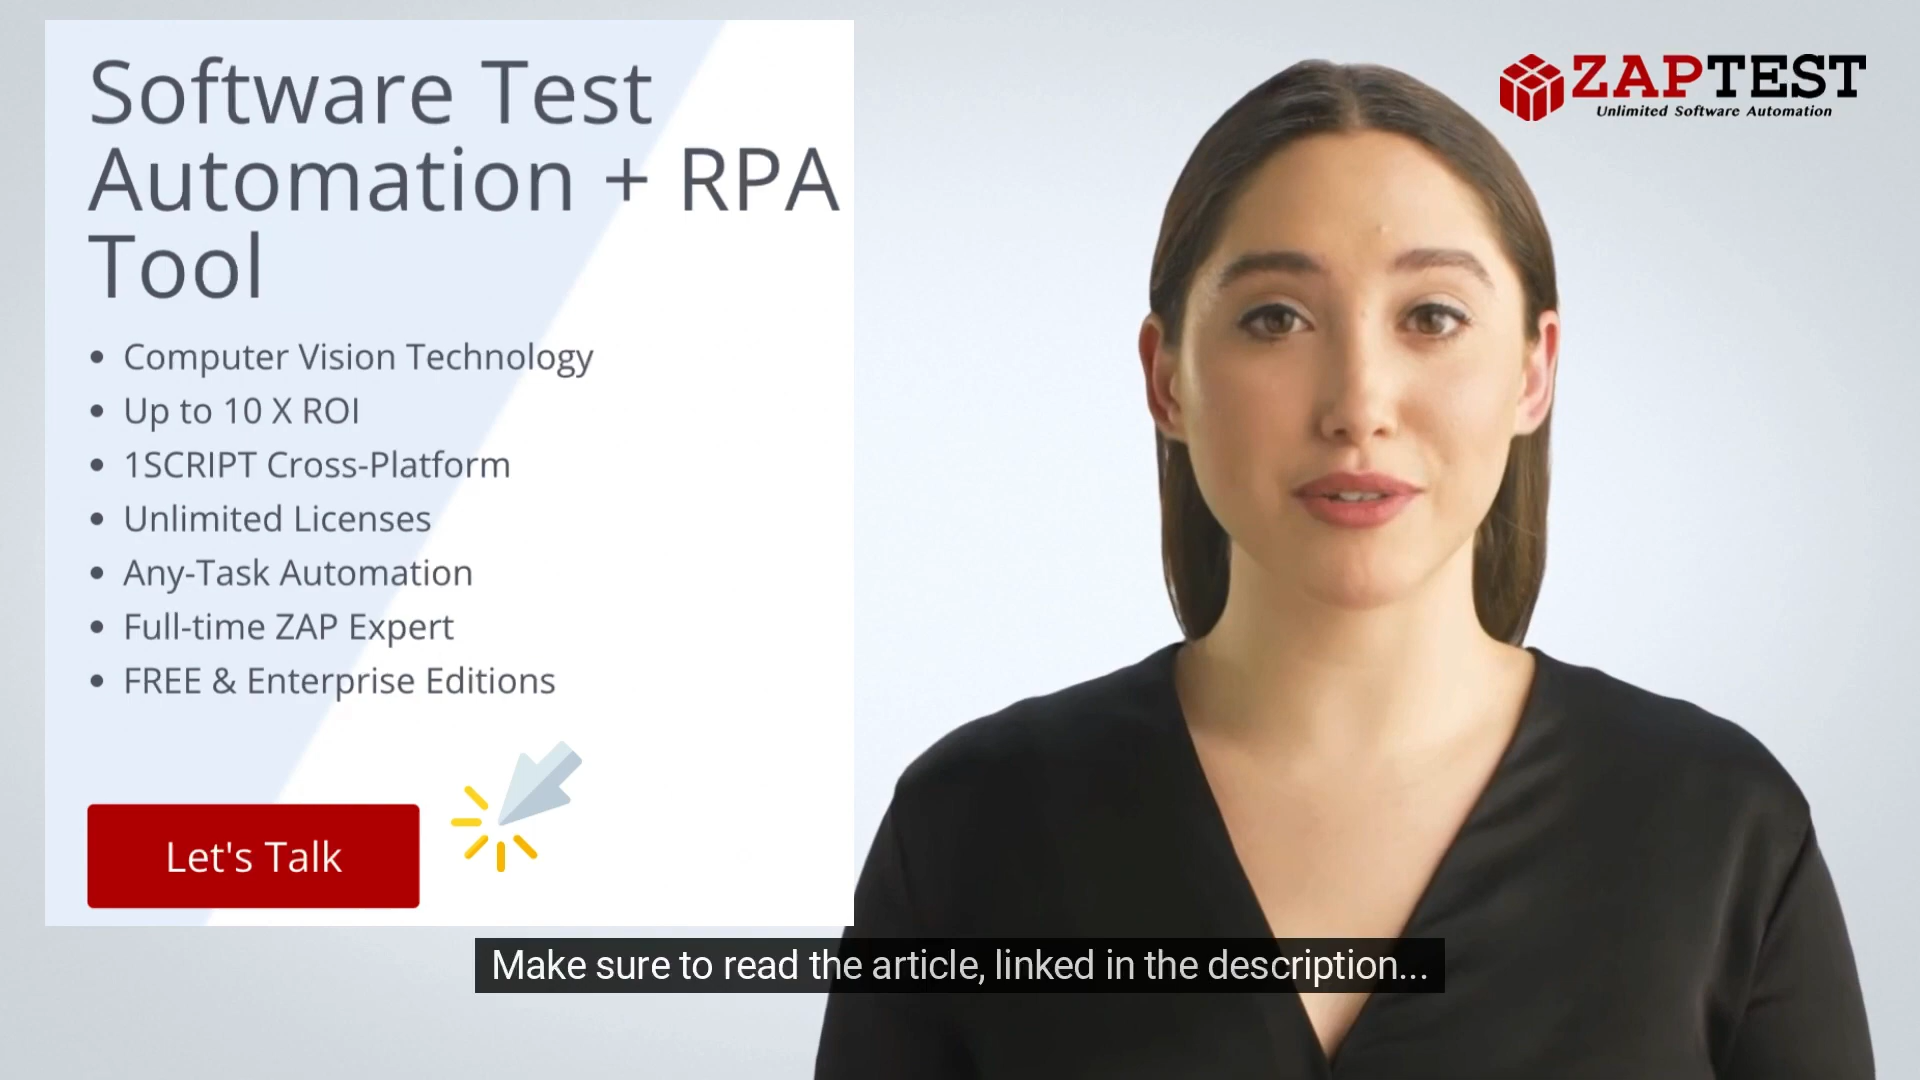 Software Test
Automation + RPA
Tool
• Computer Vision Technology
• Up to 10 X ROI
• 1SCRIPT Cross-Platform
• Unlimited Licenses
• Any-Task Automation
• Full-time ZAP Expert
• FREE & Enterprise Editions
Let's Talk
ZAPTEST
Unlimited Software Automation
Make sure to read the article, linked in the description...